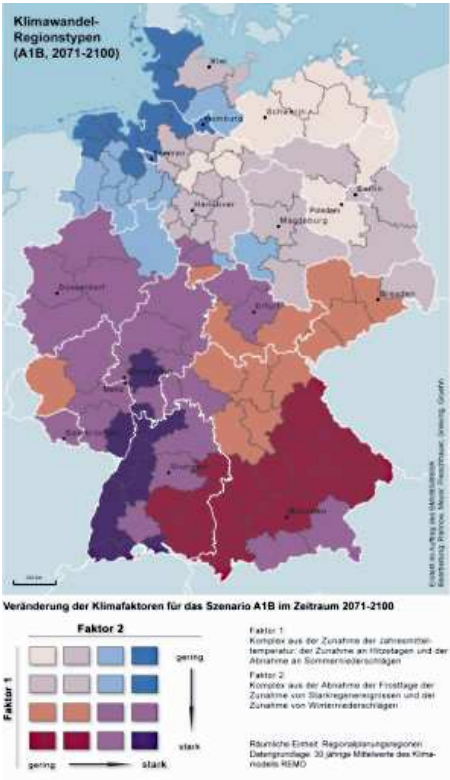 Klimawandel-
Regionstypen
(A1B, 2071-2100)
Kiel
Hamburg
Schwerin
Bremen
Berlin
Potsdam
Hannover
Magdeburg
Düsseldorf
Erfurt
Dresden
Mainz
Saarbrücken
Stuttgart
München
Veränderung der Klimafaktoren für das Szenario A1B im Zeitraum 2071-2100
Faktor 2
Faktor 1
gering
stark
gering
stark
Faktor 1
Komplex aus der Zunahme der Jahresmittel-
temperatur, der Zunahme an Hitzetagen und der
Abnahme an Sommerniederschlägen
Faktor 2
Komplex aus der Abnahme der Frosttage der
Zunahme von Starkregenereignissen und der
Zunahme von Winterniederschlägen
Räumliche Einheit: Regionalplanungsregionen
Datengrundlage: 30 jährige Mittelwerte des Klima-
modells REMO